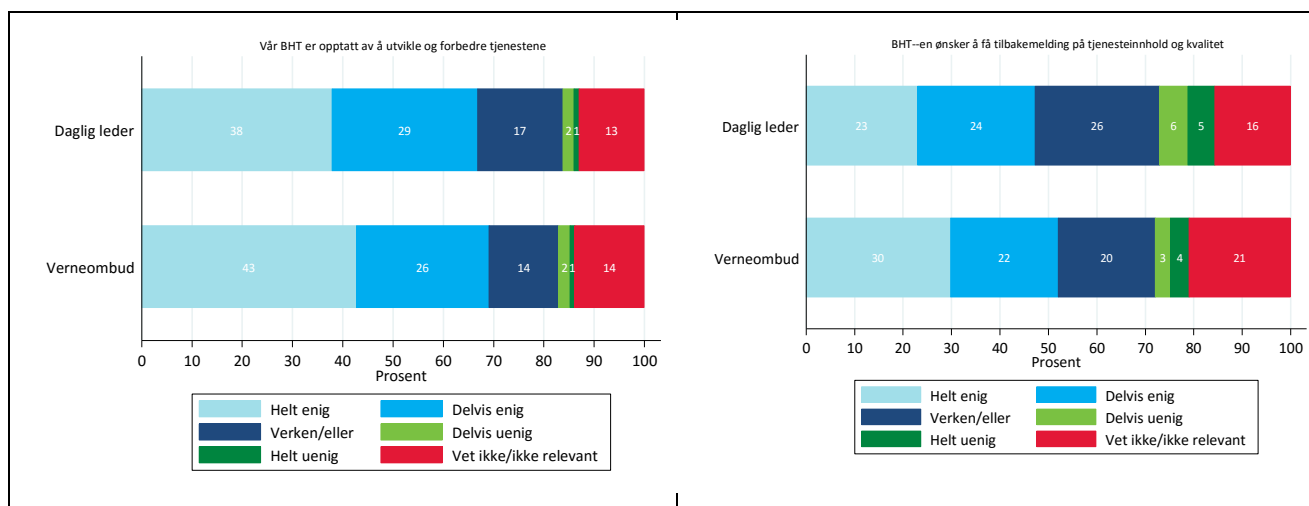 Vår BHT er opptatt av å utvikle og forbedre tjenestene
Daglig leder
38 29 17 2 1 13
Verneombud
43 26 14 2 1 14
0 10 20 30 40 50 60 70 80 90 100
Prosent
Helt enig Delvis enig
Verken/eller Delvis uenig
Helt uenig Vet ikke/ikke relevant
BHT--en ønsker å få tilbakemelding på tjenesteinnhold og kvalitet
Daglig leder
23 24 26 6 5 16
Verneombud
30 22 20 3 4 21
0 10 20 30 40 50 60 70 80 90 100
Prosent
Helt enig Delvis enig
Verken/eller Delvis uenig
Helt uenig Vet ikke/ikke relevant